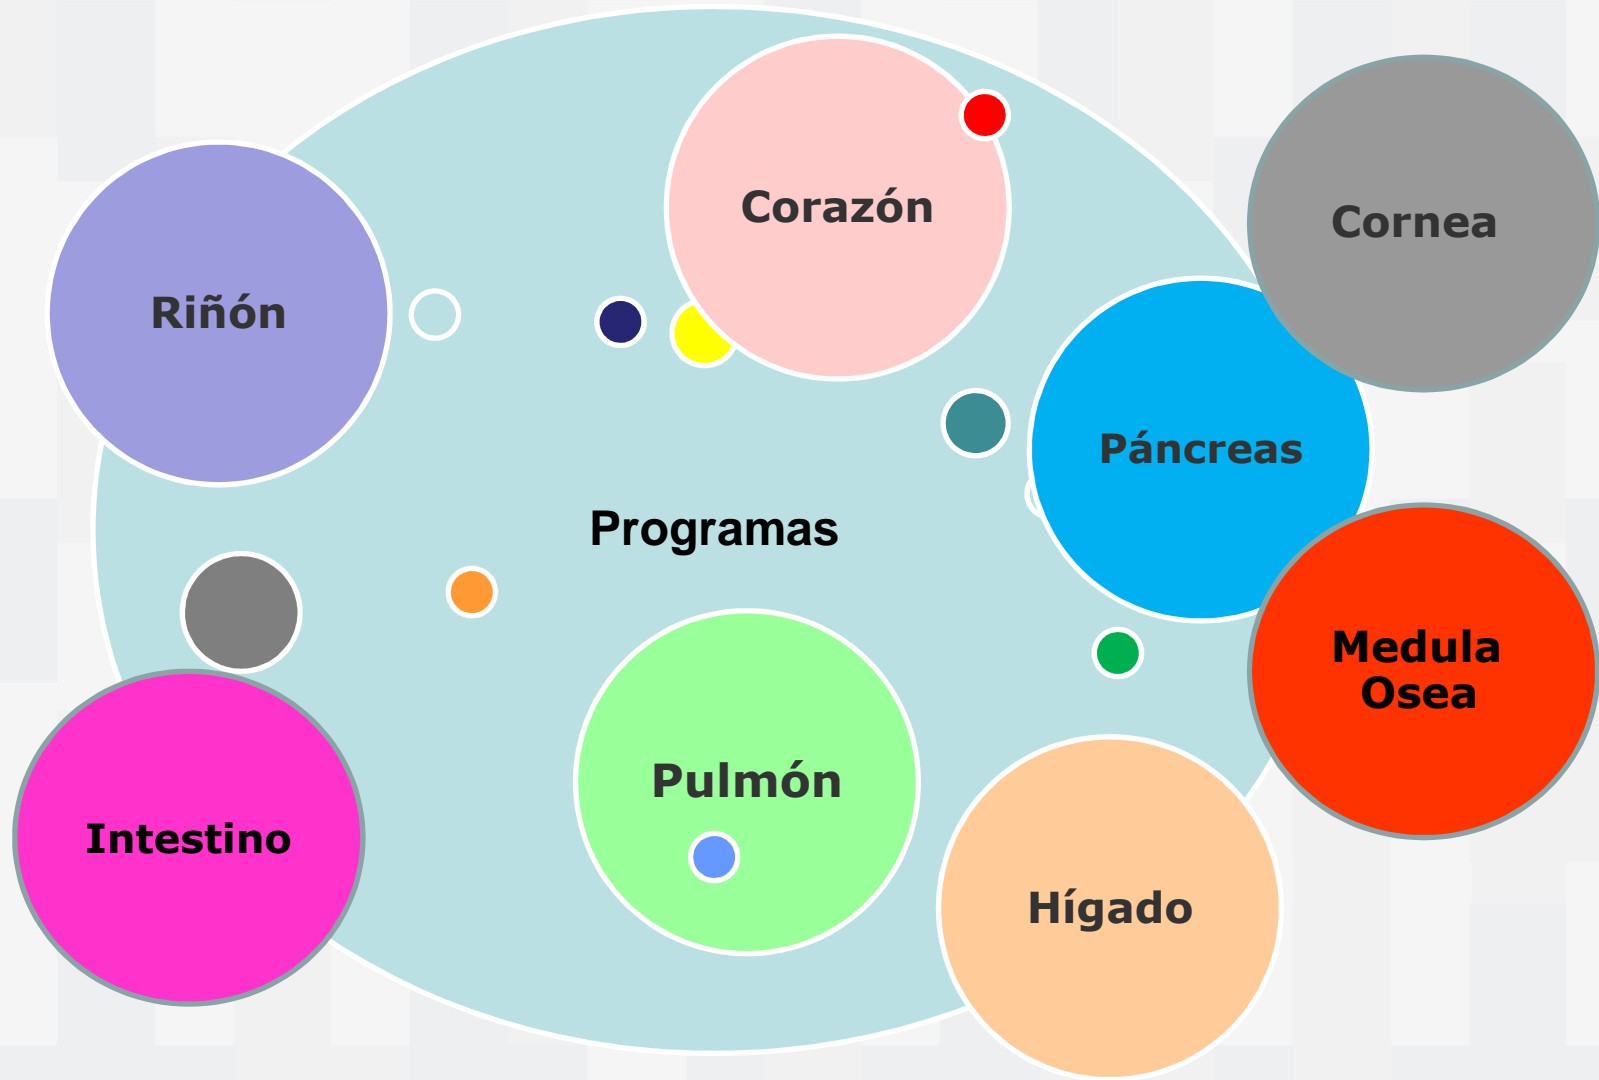 Corazón
Cornea
Riñón
Páncreas
Programas
Medula
Osea
Pulmón
Intestino
Hígado